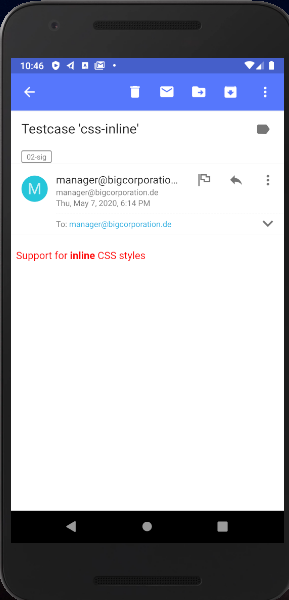 10:46
Testcase 'css-inline'
02-sig
M
manager@bigcorporatio...
manager@bigcorporation.de
Thu, May 7, 2020, 6:14 PM
To: manager@bigcorporation.de
Support for inline CSS styles